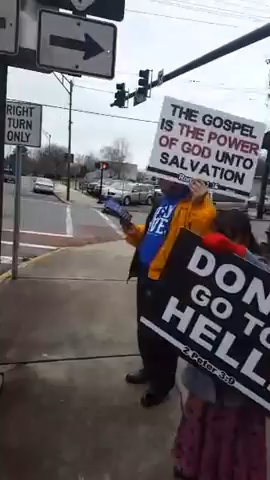 RIGHT
TURN
ONLY
THE GOSPEL
IS THE POWER
OF GOD UNTO
SALVATION
DON
GO TO
HELL
2 Peter 3:9